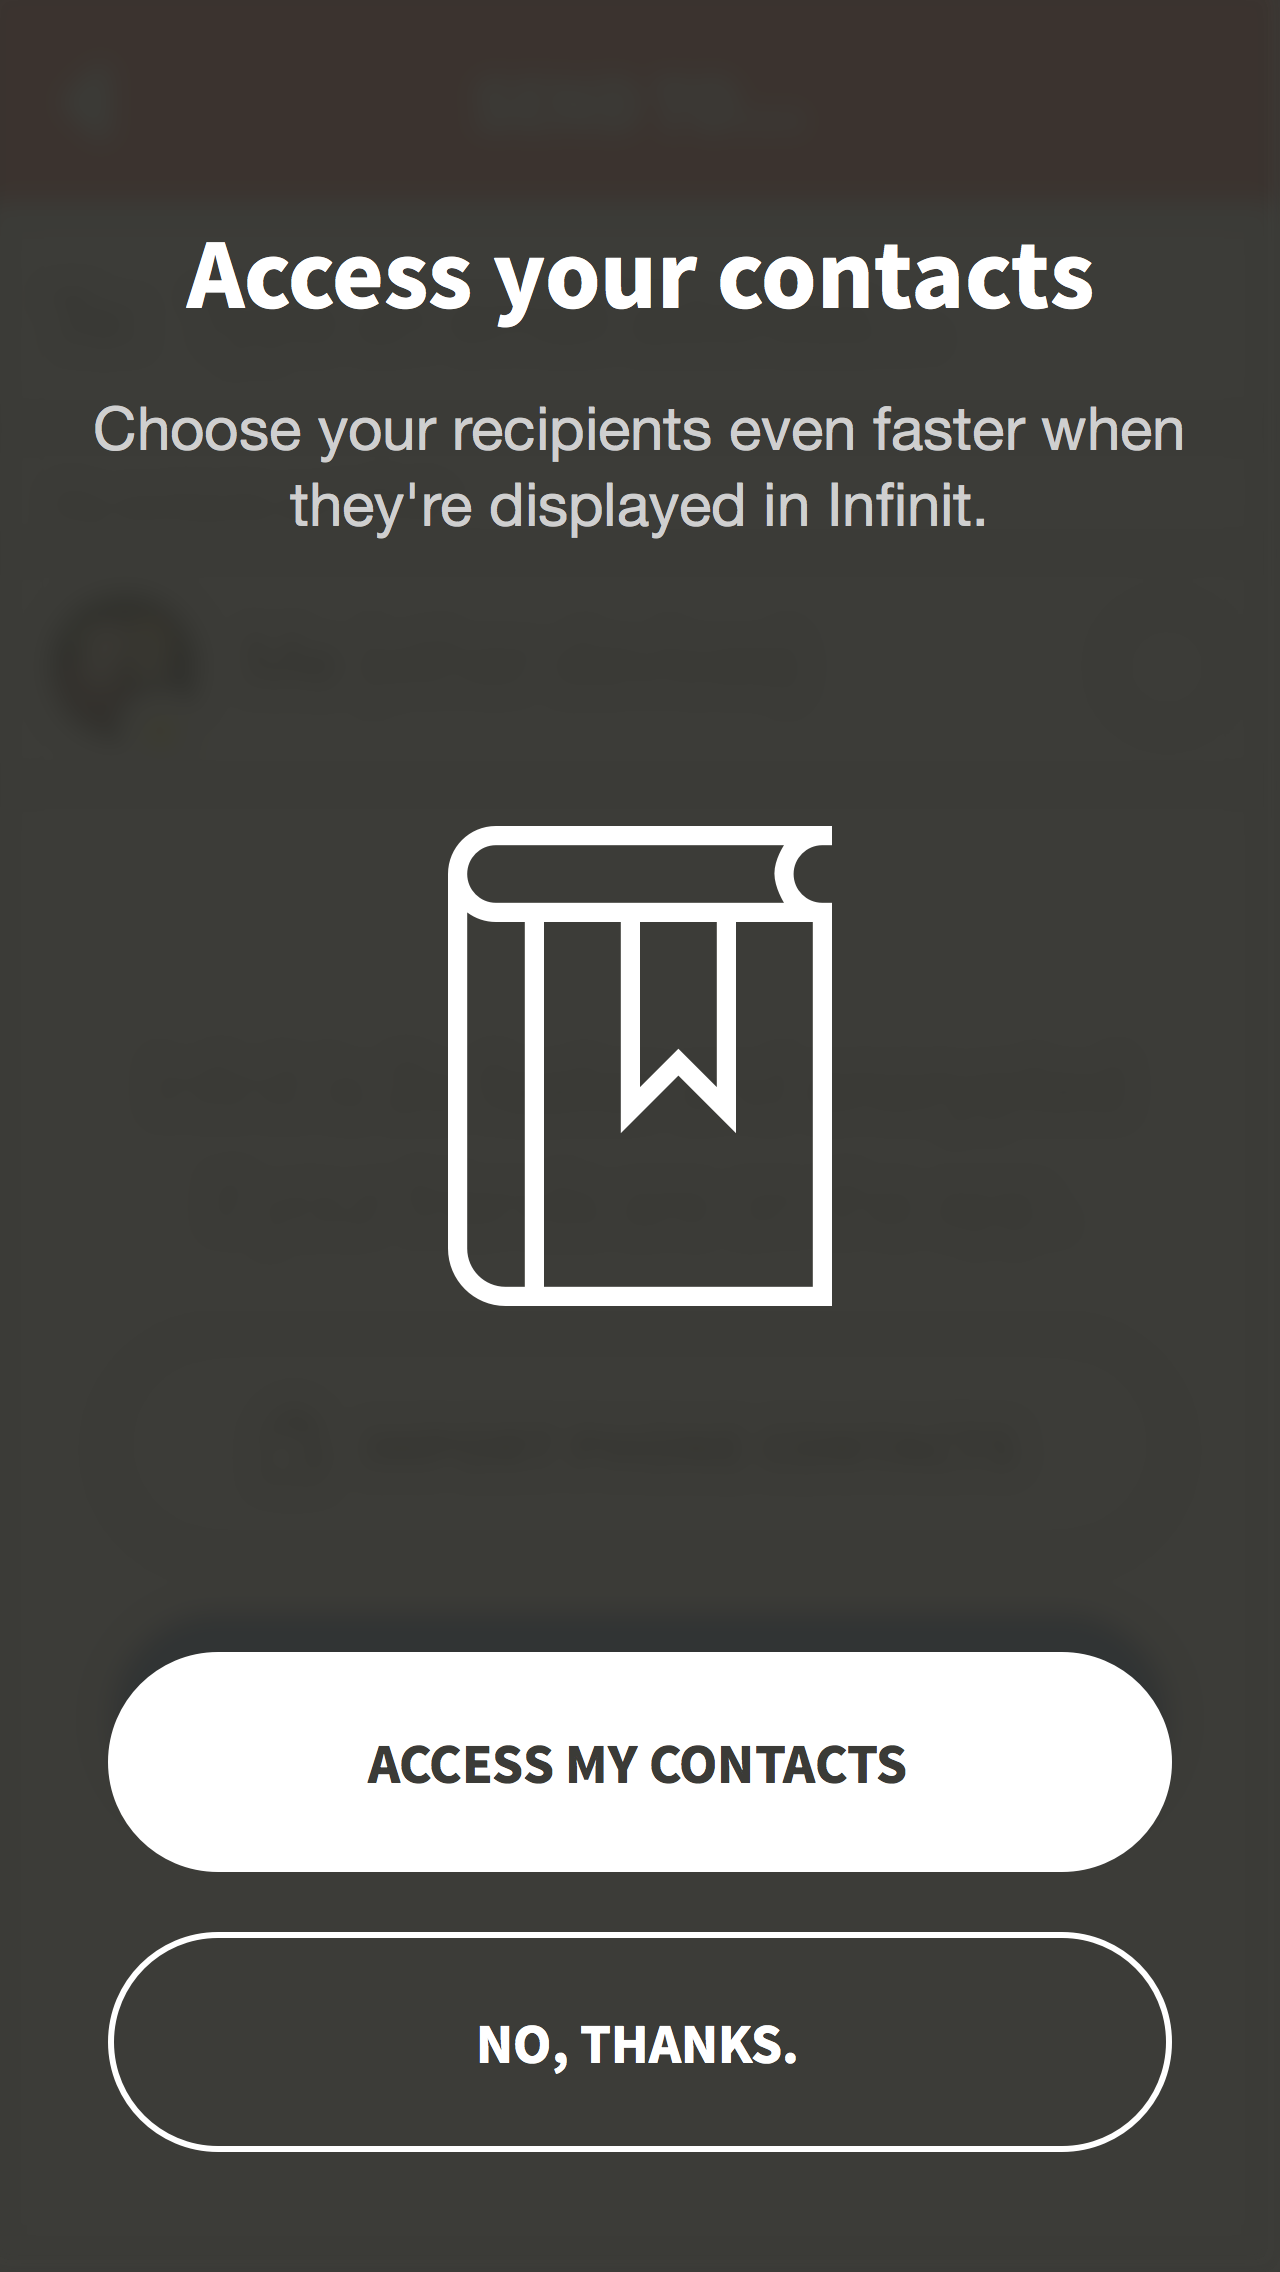 Access your contacts
Choose your recipients even faster when
they're displayed in Infinit.
ACCESS MY CONTACTS
NO, THANKS.